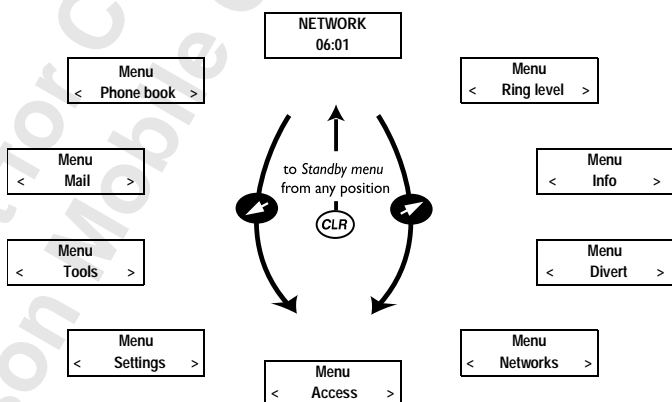 NETWORK
06:01
Menu
< Phone book >
Menu
< Ring level >
Menu
< Mail >
to Standby menu
from any position
CLR
Menu
< Info >
Menu
< Tools >
Menu
< Divert >
Menu
< Settings >
Menu
< Access >
Menu
< Networks >